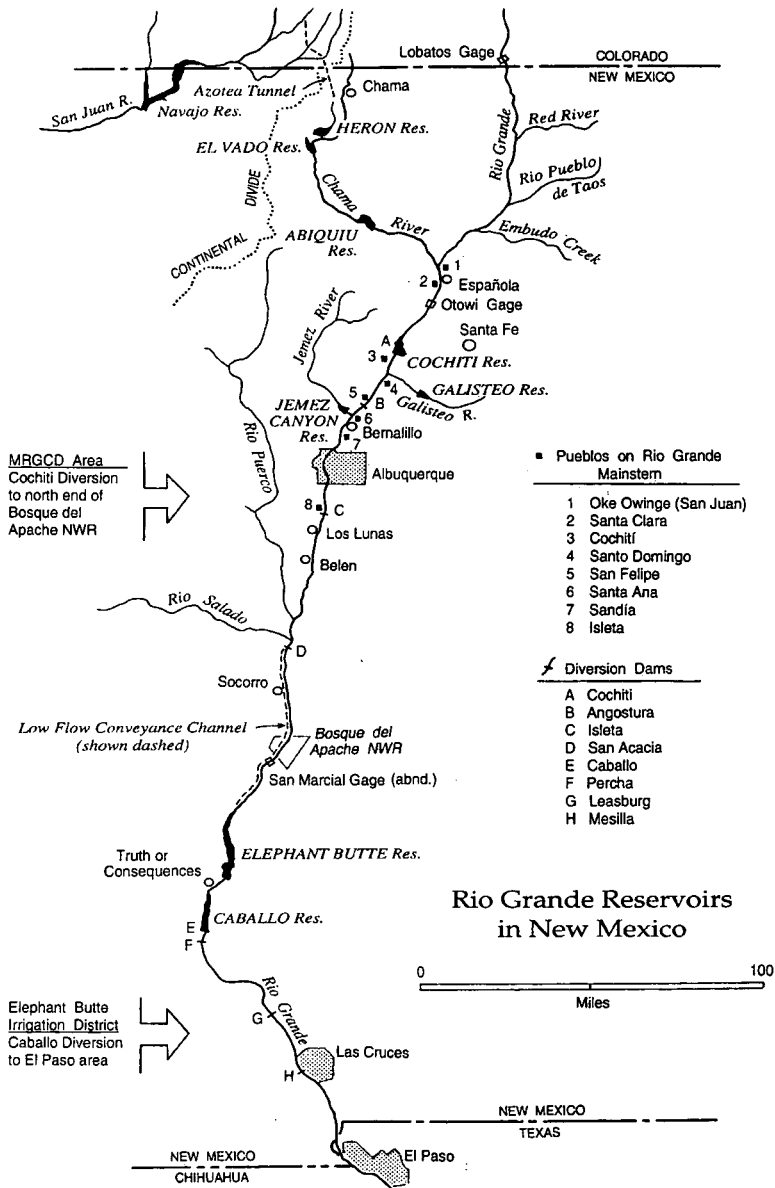 Lobatos Gage
COLORADO
NEW MEXICO
Azotea Tunnel
Chama
San Juan R.
Navajo Res.
HERON Res.
EL VADO Res.
Rio Grande
Red River
Rio Pueblo
de Taos
DIVIDE
CONTINENTAL
Chama
River
ABIQUIU
Res.
Embudo Creek
1
2
Española
Otowi Gage
Santa Fe
Jemez River
A
3
COCHITI Res.
4
GALISTEO Res.
Galisteo R.
5
B
JEMEZ
CANYON
Res.
6
Bernalillo
7
Rio Puerco
Albuquerque
MRGCD Area
Cochiti Diversion
to north end of
Bosque del
Apache NWR
8
C
Los Lunas
Belen
Pueblos on Rio Grande
Mainstem
1 Oke Owinge (San Juan)
2 Santa Clara
3 Cochití
4 Santo Domingo
5 San Felipe
6 Santa Ana
7 Sandía
8 Isleta
Rio Salado
D
Socorro
Low Flow Conveyance Channel
(shown dashed)
Bosque del
Apache NWR
San Marcial Gage (abnd.)
Diversion Dams
A Cochiti
B Angostura
C Isleta
D San Acacia
E Caballo
F Percha
G Leasburg
H Mesilla
Truth or
Consequences
ELEPHANT BUTTE Res.
CABALLO Res.
E
F
Rio Grande Reservoirs
in New Mexico
0 100
Miles
Rio Grande
Elephant Butte
Irrigation District
Caballo Diversion
to El Paso area
G
Las Cruces
H
NEW MEXICO
TEXAS
El Paso
NEW MEXICO
CHIHUAHUA